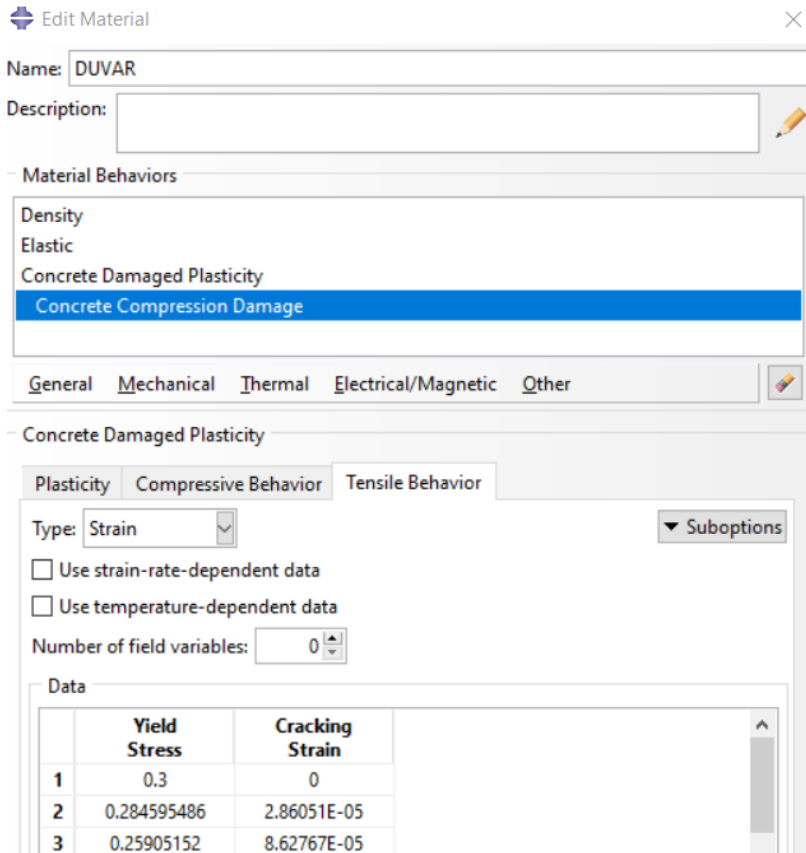 Edit Material
Name: DUVAR
Description:
Material Behaviors
Density
Elastic
Concrete Damaged Plasticity
Concrete Compression Damage
General Mechanical Thermal Electrical/Magnetic Other
Concrete Damaged Plasticity
Plasticity Compressive Behavior Tensile Behavior
Type: Strain Suboptions
Use strain-rate-dependent data
Use temperature-dependent data
Number of field variables: 0
Data
Yield Cracking
Stress Strain
1 0.3 0
2 0.284595486 2.86051E-05
3 0.25905152 8.62767E-05